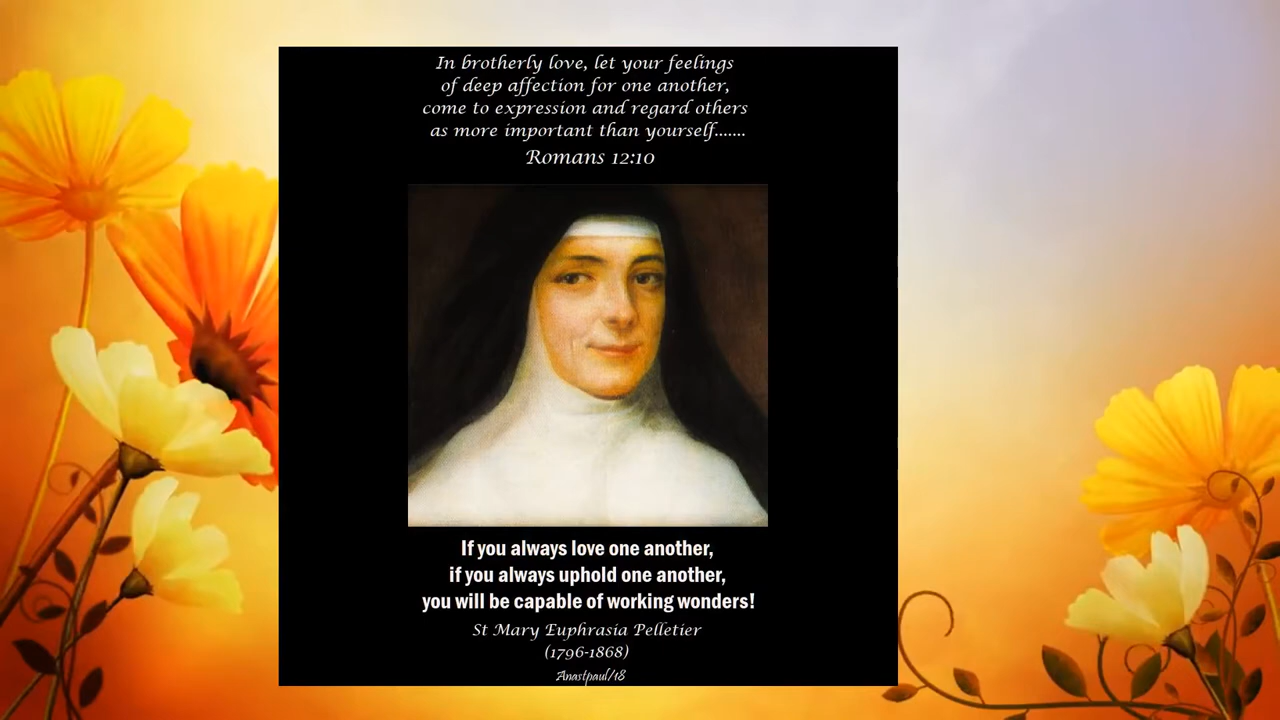 In brotherly love, let your feelings
of deep affection for one another,
come to expression and regard others
as more important than yourself.......
Romans 12:10
If you always love one another,
if you always uphold one another,
you will be capable of working wonders!
St Mary Euphrasia Pelletier
(1796-1868)
Anastpaul/18